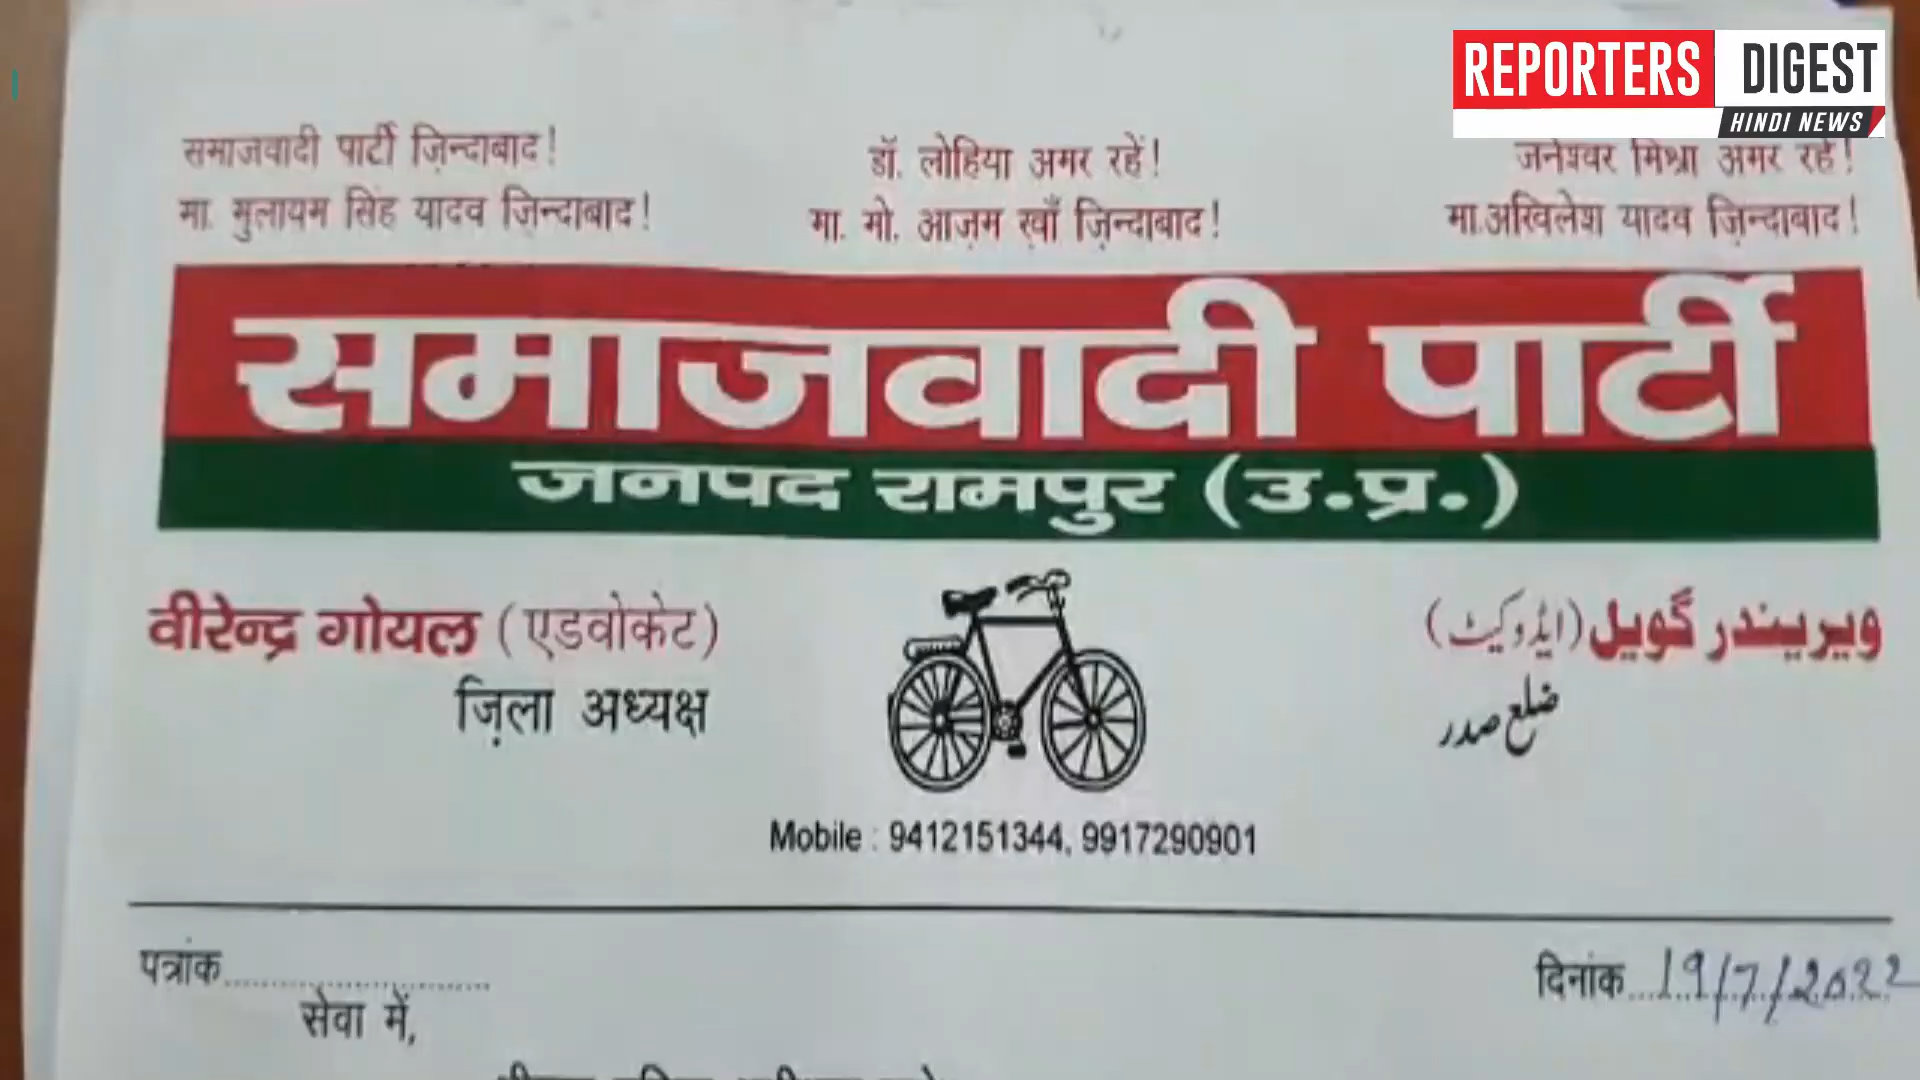 REPORTERS DIGEST
HINDI NEWS
समाजवादी पार्टी ज़िन्दाबाद! डॉ. लोहिया अमर रहें! जनेश्वर मिश्रा अमर रहें!
मा. मुलायम सिंह यादव ज़िन्दाबाद! मा. मो. आज़म खाँ ज़िन्दाबाद! मा.अखिलेश यादव ज़िन्दाबाद!
समाजवादी पार्टी
जनपद रामपुर (उ.प्र.)
वीरेन्द्र गोयल (एडवोकेट) ویریندر گویل (ایڈوکیٹ)
ज़िला अध्यक्ष ضلع صدر
Mobile : 9412151344, 9917290901
पत्रांक दिनांक 19/7/2022
सेवा में,